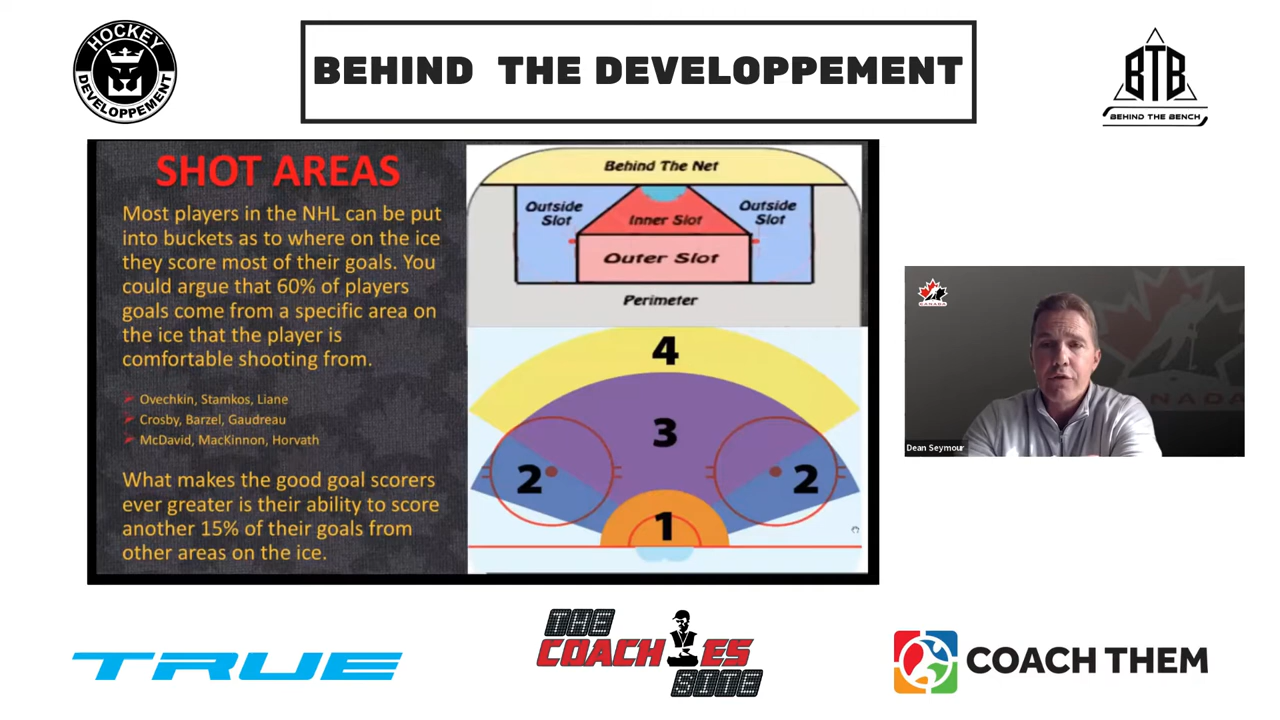 HOCKEY
DEVELOPPEMENT
BEHIND THE DEVELOPPEMENT
BTB
BEHIND THE BENCH
SHOT AREAS
Most players in the NHL can be put
into buckets as to where on the ice
they score most of their goals. You
could argue that 60% of players
goals come from a specific area on
the ice that the player is
comfortable shooting from.
Ovechkin, Stamkos, Liane
Crosby, Barzel, Gaudreau
McDavid, MacKinnon, Horvath
What makes the good goal scorers
ever greater is their ability to score
another 15% of their goals from
other areas on the ice.
Behind The Net
Outside
Slot
Inner Slot
Outside
Slot
Outer Slot
Perimeter
4
3
2
2
1
CANADA
CANADA
Dean Seymour
TRUE
THE
COACHES
SITE
COACH THEM